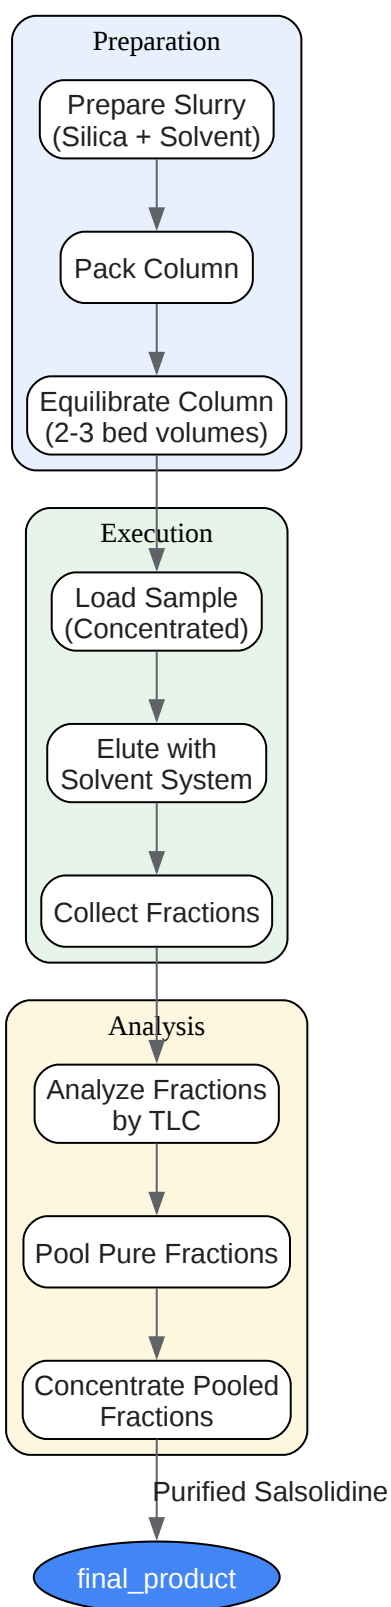 Preparation
Prepare Slurry
(Silica + Solvent)
Pack Column
Equilibrate Column
(2-3 bed volumes)
Execution
Load Sample
(Concentrated)
Elute with
Solvent System
Collect Fractions
Analysis
Analyze Fractions
by TLC
Pool Pure Fractions
Concentrate Pooled
Fractions
Purified Salsolidine
final_product